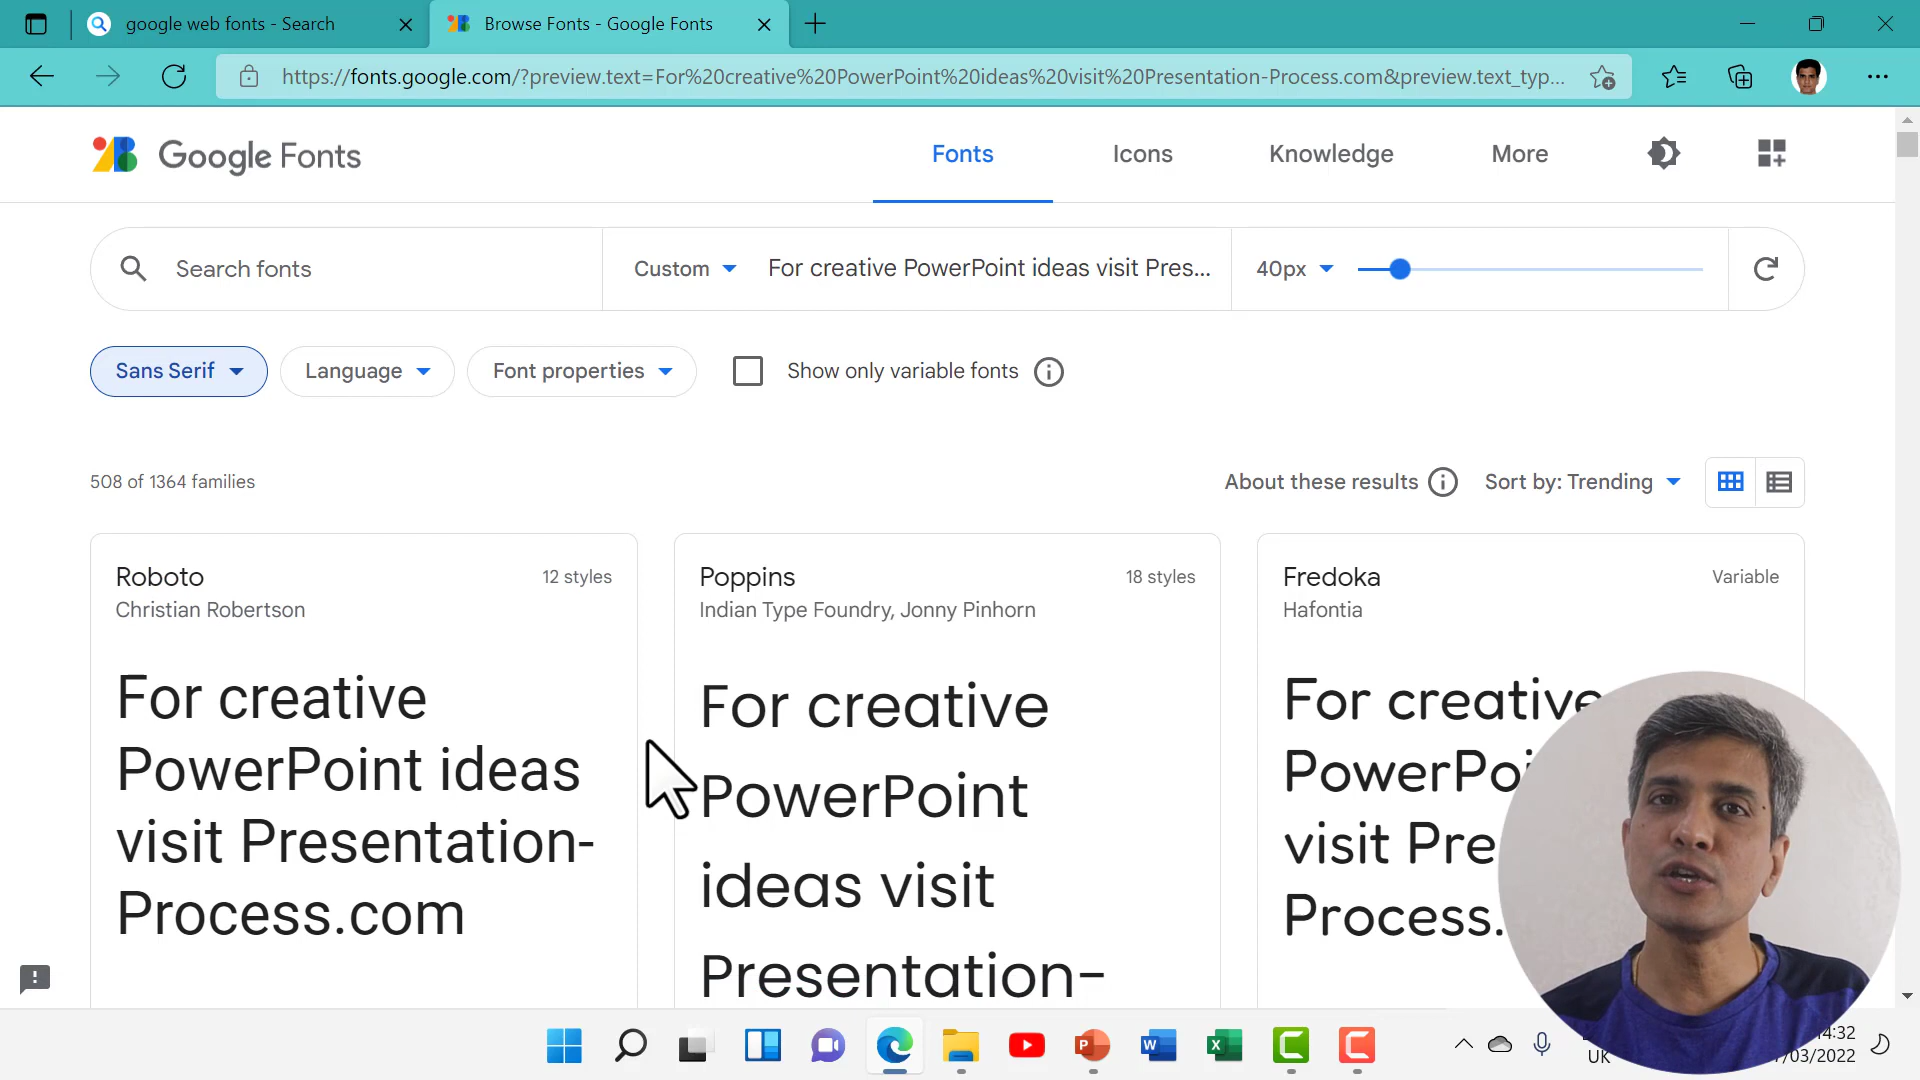 google web fonts - Search
Browse Fonts - Google Fonts
https://fonts.google.com/?preview.text=For%20creative%20PowerPoint%20ideas%20visit%20Presentation-Process.com&preview.text_typ...
Google Fonts
Fonts
Icons
Knowledge
More
Search fonts
Custom
For creative PowerPoint ideas visit Pres...
40px
Sans Serif
Language
Font properties
Show only variable fonts
508 of 1364 families
About these results
Sort by: Trending
Roboto
12 styles
Christian Robertson
For creative
PowerPoint ideas
visit Presentation-
Process.com
Poppins
18 styles
Indian Type Foundry, Jonny Pinhorn
For creative
PowerPoint
ideas visit
Presentation-
Fredoka
Variable
Hafontia
For creative
PowerPoi
visit Pre
Process.
UK
14:32
/03/2022